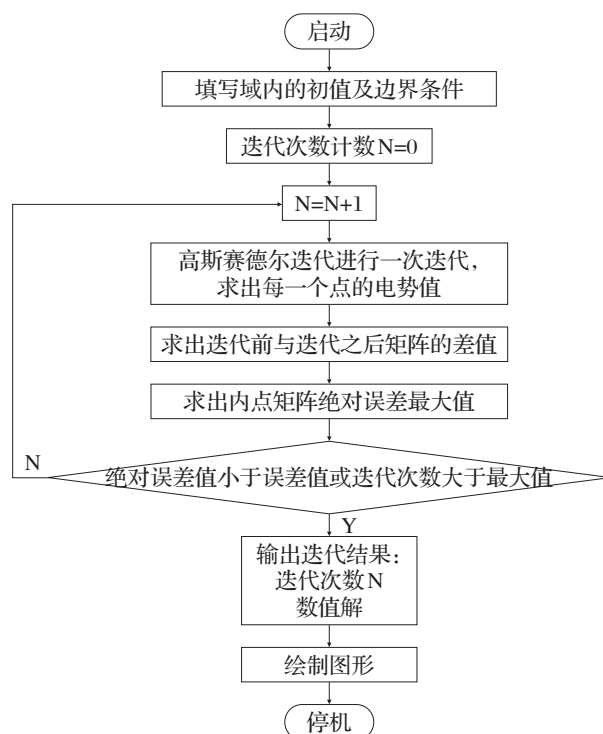 启动
填写域内的初值及边界条件
迭代次数计数N=0
N=N+1
高斯赛德尔迭代进行一次迭代，
求出每一个点的电势值
求出迭代前与迭代之后矩阵的差值
求出内点矩阵绝对误差最大值
N
绝对误差值小于误差值或迭代次数大于最大值
Y
输出迭代结果：
迭代次数N
数值解
绘制图形
停机